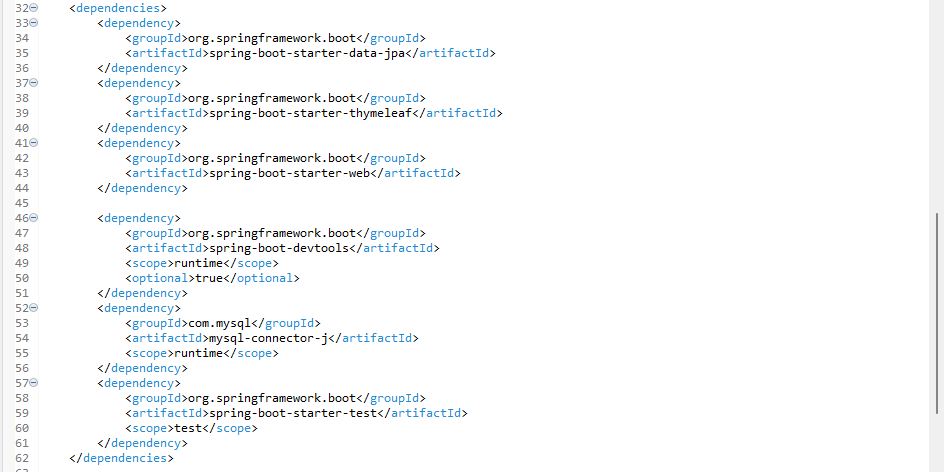 32 <dependencies>
33 <dependency>
34 <groupId>org.springframework.boot</groupId>
35 <artifactId>spring-boot-starter-data-jpa</artifactId>
36 </dependency>
37 <dependency>
38 <groupId>org.springframework.boot</groupId>
39 <artifactId>spring-boot-starter-thymeleaf</artifactId>
40 </dependency>
41 <dependency>
42 <groupId>org.springframework.boot</groupId>
43 <artifactId>spring-boot-starter-web</artifactId>
44 </dependency>
45
46 <dependency>
47 <groupId>org.springframework.boot</groupId>
48 <artifactId>spring-boot-devtools</artifactId>
49 <scope>runtime</scope>
50 <optional>true</optional>
51 </dependency>
52 <dependency>
53 <groupId>com.mysql</groupId>
54 <artifactId>mysql-connector-j</artifactId>
55 <scope>runtime</scope>
56 </dependency>
57 <dependency>
58 <groupId>org.springframework.boot</groupId>
59 <artifactId>spring-boot-starter-test</artifactId>
60 <scope>test</scope>
61 </dependency>
62 </dependencies>